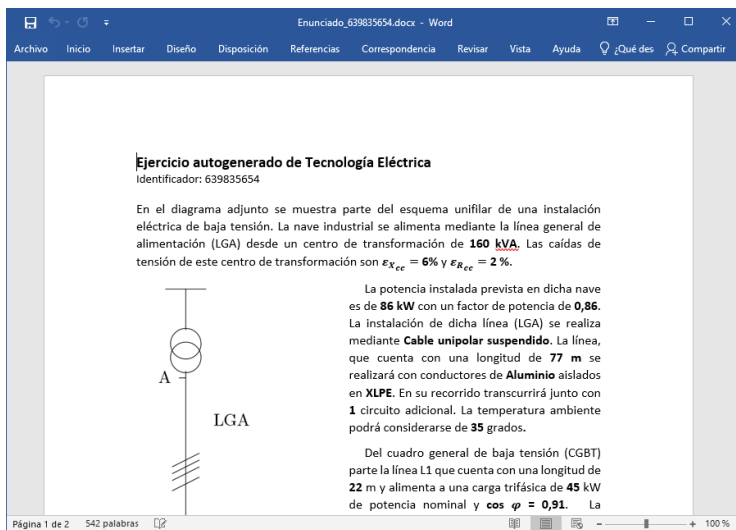 Enunciado_639835654.docx - Word
Archivo Inicio Insertar Diseño Disposición Referencias Correspondencia Revisar Vista Ayuda ¿Qué des Compartir
Ejercicio autogenerado de Tecnología Eléctrica
Identificador: 639835654
En el diagrama adjunto se muestra parte del esquema unifilar de una instalación
eléctrica de baja tensión. La nave industrial se alimenta mediante la línea general de
alimentación (LGA) desde un centro de transformación de 160 kVA. Las caídas de
tensión de este centro de transformación son ε_Xcc = 6% y ε_Rcc = 2 %.
La potencia instalada prevista en dicha nave
es de 86 kW con un factor de potencia de 0,86.
La instalación de dicha línea (LGA) se realiza
mediante Cable unipolar suspendido. La línea,
que cuenta con una longitud de 77 m se
realizará con conductores de Aluminio aislados
en XLPE. En su recorrido transcurrirá junto con
1 circuito adicional. La temperatura ambiente
podrá considerarse de 35 grados.
Del cuadro general de baja tensión (CGBT)
parte la línea L1 que cuenta con una longitud de
22 m y alimenta a una carga trifásica de 45 kW
de potencia nominal y cos φ = 0,91. La
A
LGA
Página 1 de 2 542 palabras 100 %